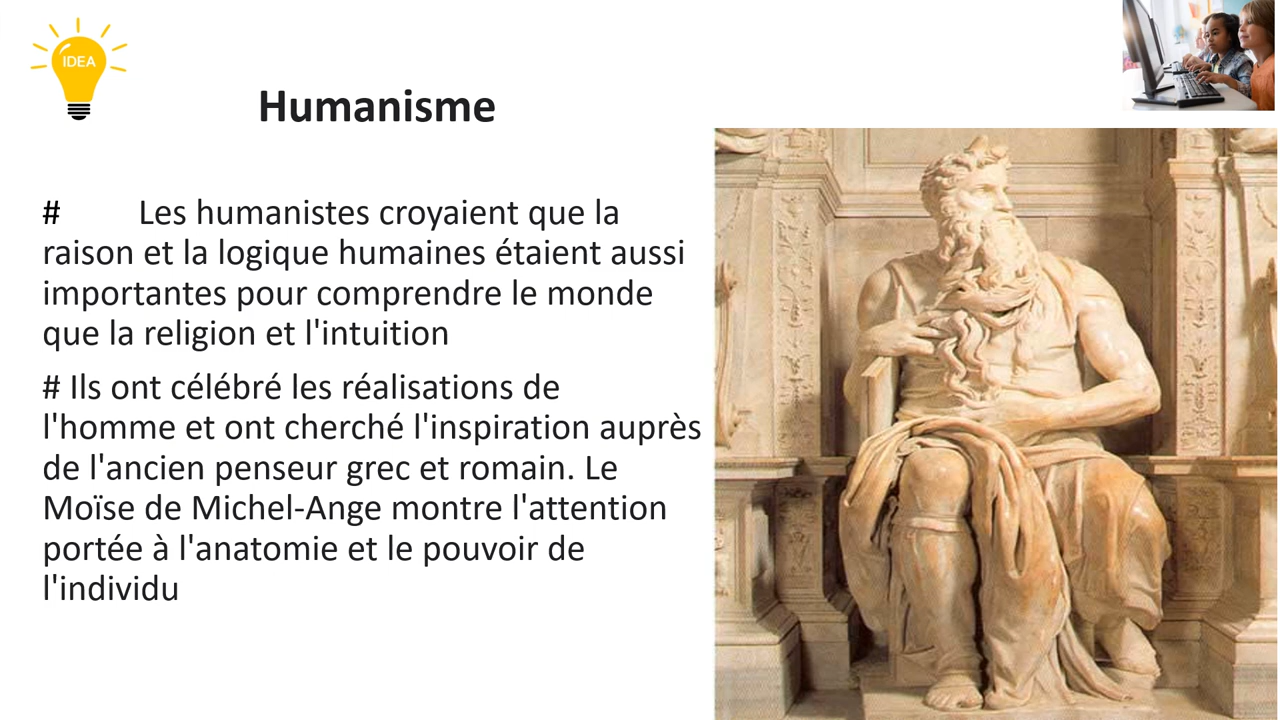 IDEA
Humanisme
# Les humanistes croyaient que la
raison et la logique humaines étaient aussi
importantes pour comprendre le monde
que la religion et l'intuition
# Ils ont célébré les réalisations de
l'homme et ont cherché l'inspiration auprès
de l'ancien penseur grec et romain. Le
Moïse de Michel-Ange montre l'attention
portée à l'anatomie et le pouvoir de
l'individu